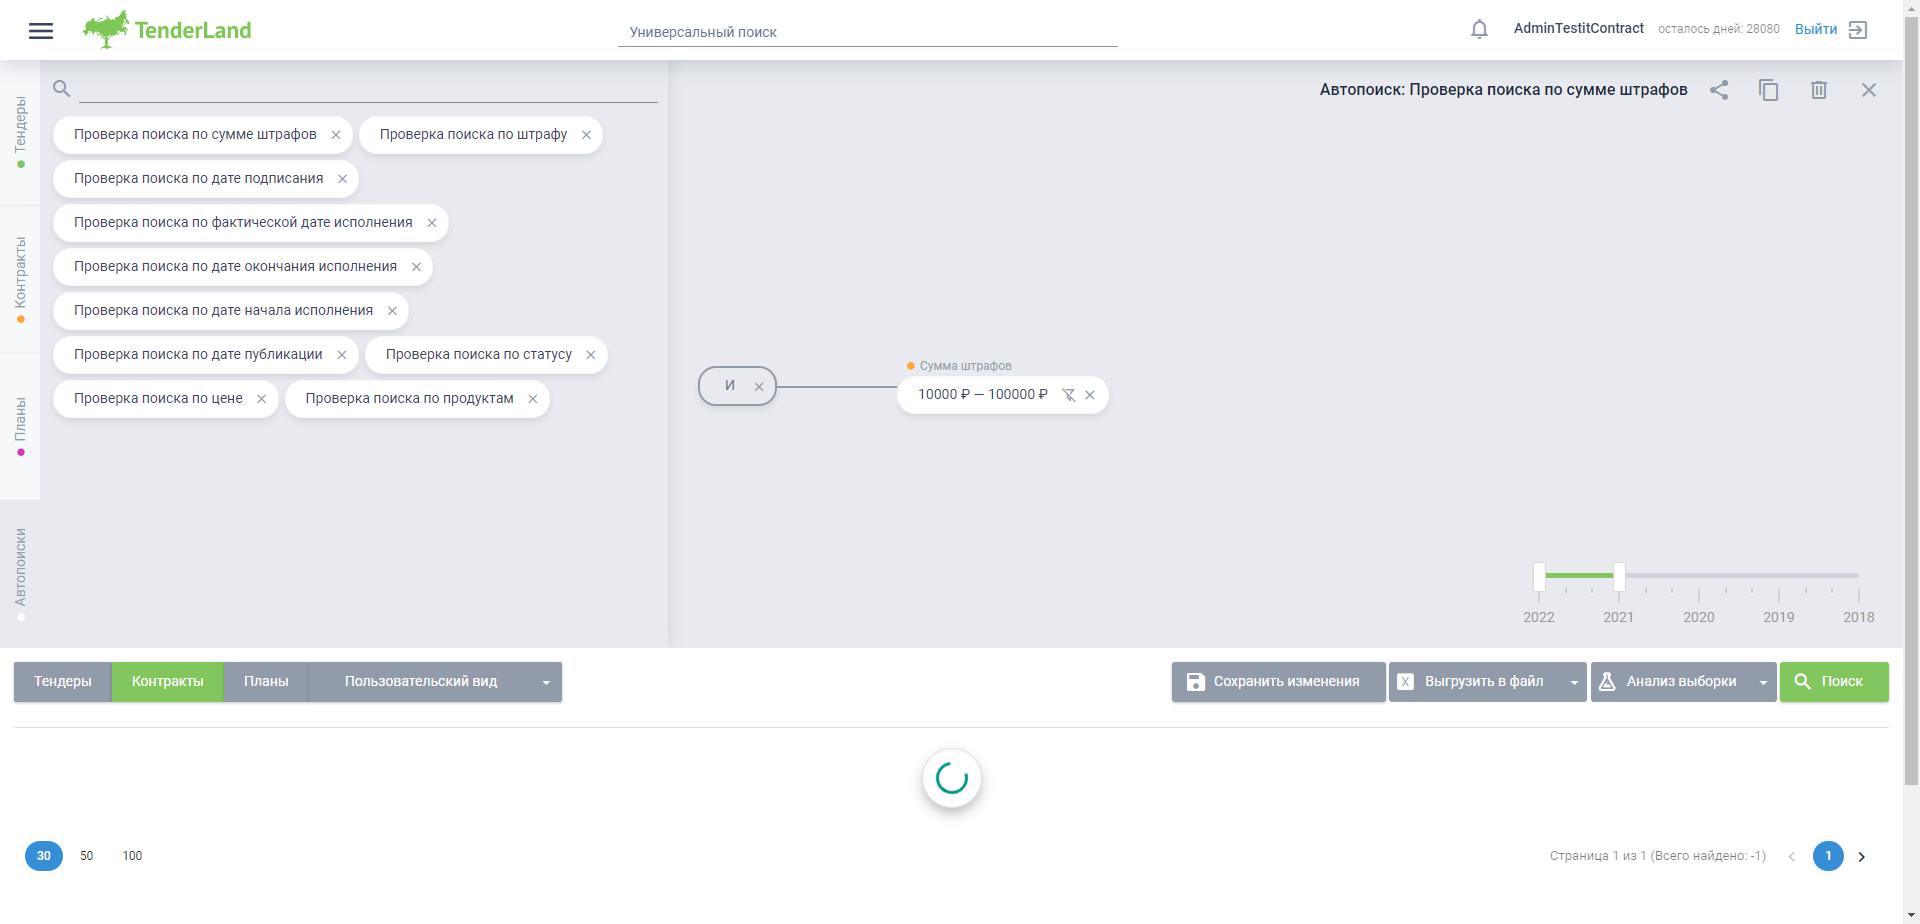 TenderLand
Универсальный поиск
AdminTestitContract
осталось дней: 28080
Выйти
Тендеры
Контракты
Планы
Автопоиски
Проверка поиска по сумме штрафов
Проверка поиска по штрафу
Проверка поиска по дате подписания
Проверка поиска по фактической дате исполнения
Проверка поиска по дате окончания исполнения
Проверка поиска по дате начала исполнения
Проверка поиска по дате публикации
Проверка поиска по статусу
Проверка поиска по цене
Проверка поиска по продуктам
Автопоиск: Проверка поиска по сумме штрафов
И
Сумма штрафов
10000 ₽ — 100000 ₽
2022 2021 2020 2019 2018
Тендеры
Контракты
Планы
Пользовательский вид
Сохранить изменения
X Выгрузить в файл
Анализ выборки
Поиск
30 50 100
Страница 1 из 1 (Всего найдено: -1)
1